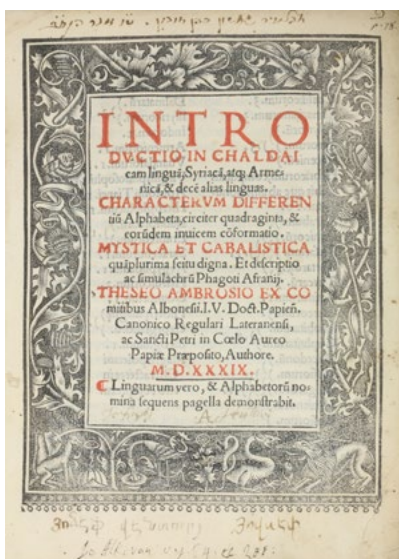 INTRO
DVCTIO IN CHALDAI
cam linguã, Syriacã, atq; Arme
nicã, & decẽ alias linguas.
CHARACTERVM DIFFEREN
tiũ Alphabeta, circiter quadraginta, &
eorũdem inuicem cõformatio.
MYSTICA ET CABALISTICA
quãplurima scitu digna. Et descriptio
ac simulachrũ Phagoti Afranij.
THESEO AMBROSIO EX CO
mitibus Albonesii. I. V. Doct. Papien.
Canonico Regulari Lateranensi,
ac Sancti Petri in Cœlo Aureo
Papiæ Præposito, Authore.
M. D. XXXIX.
Linguarum vero, & Alphabetorũ no-
mina sequens pagella demonstrabit.